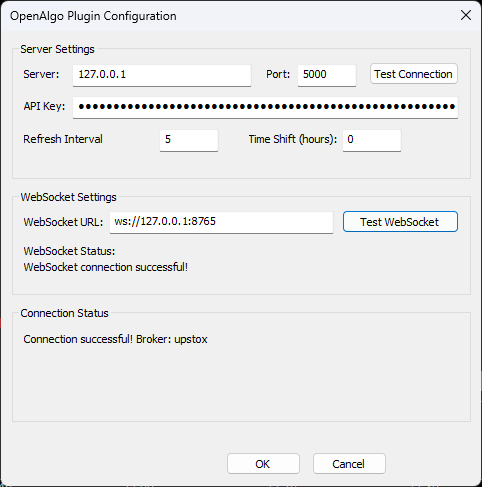 OpenAlgo Plugin Configuration
Server Settings
Server: 127.0.0.1 Port: 5000 Test Connection
API Key: ●●●●●●●●●●●●●●●●●●●●●●●●●●●●●●●●●●●●●●●●●●●●●●●●●●●●●●
Refresh Interval 5 Time Shift (hours): 0
WebSocket Settings
WebSocket URL: ws://127.0.0.1:8765 Test WebSocket
WebSocket Status:
WebSocket connection successful!
Connection Status
Connection successful! Broker: upstox
OK Cancel